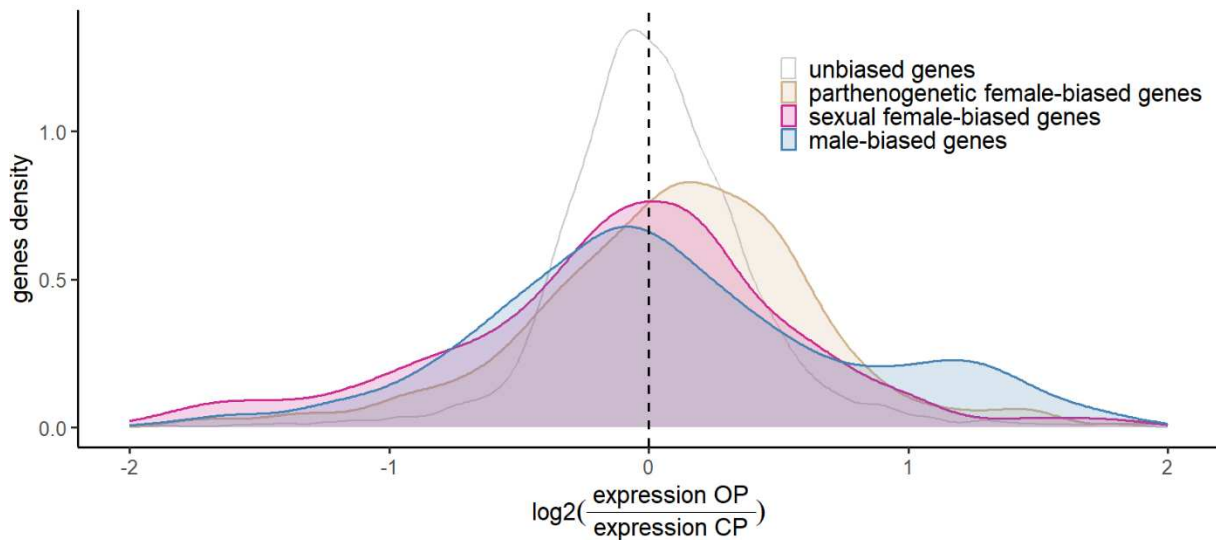 unbiased genes
parthenogenetic female-biased genes
sexual female-biased genes
male-biased genes
1.0
0.5
0.0
genes density
-2 -1 0 1 2
log2(expression OP/expression CP)